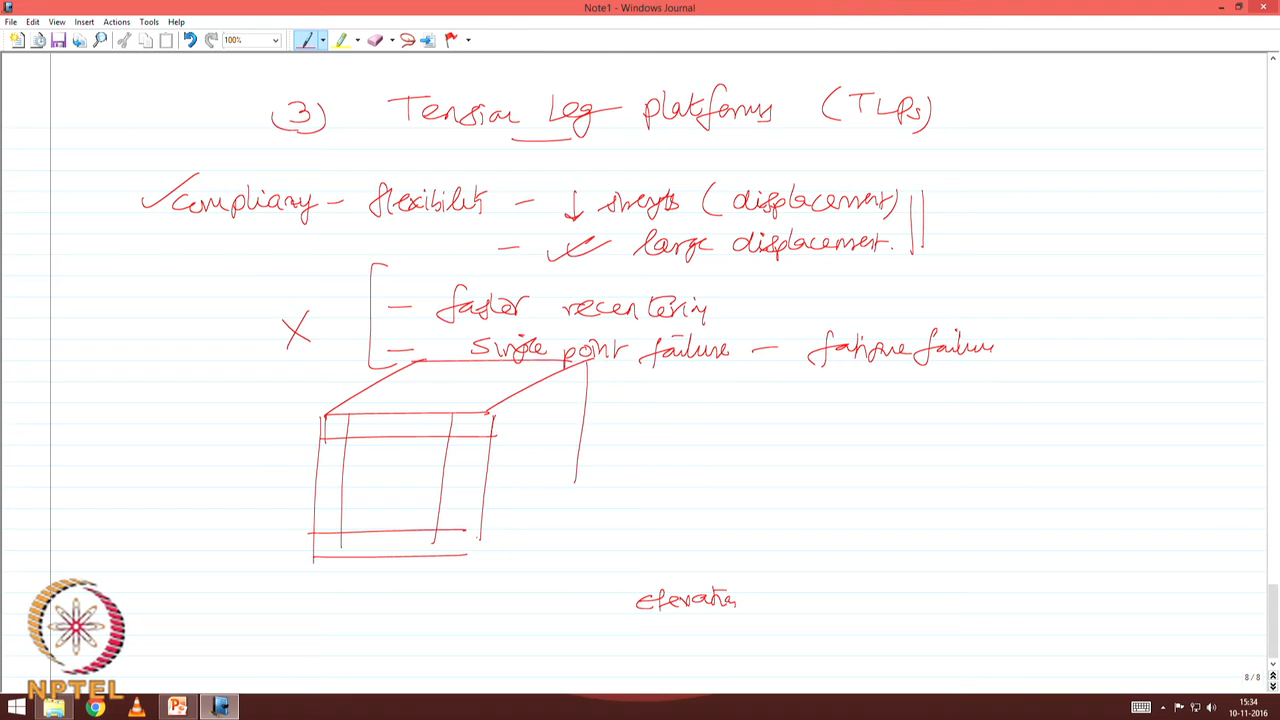 Note1 - Windows Journal
File Edit View Insert Actions Tools Help
100%
(3) Tension Leg platforms (TLPs)
compliancy - flexibility - ↓ strength (displacement)
- large displacement.
- faster recentering
- single point failure - fatigue failure
elevation
NPTEL
8 / 8
15:34
10-11-2016